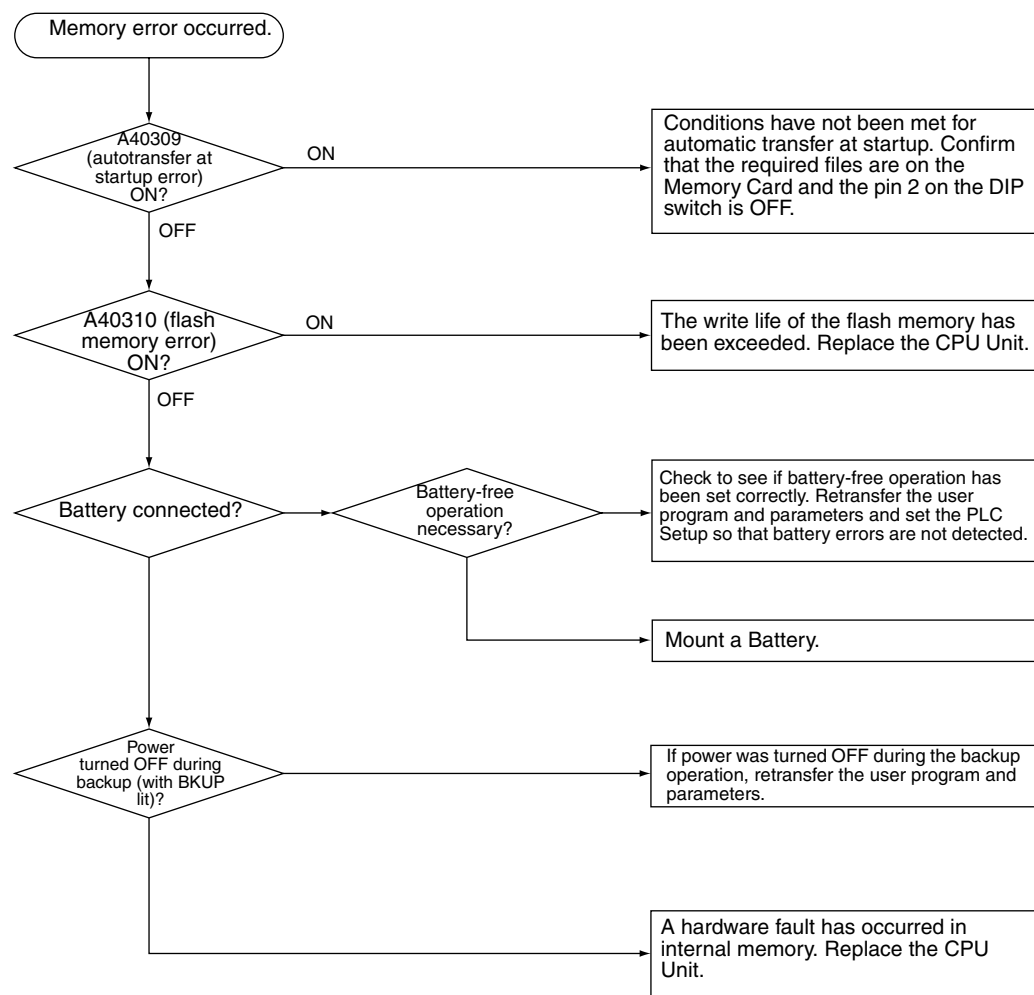 Memory error occurred.
A40309
(autotransfer at
startup error)
ON?
ON
Conditions have not been met for
automatic transfer at startup. Confirm
that the required files are on the
Memory Card and the pin 2 on the DIP
switch is OFF.
OFF
A40310 (flash
memory error)
ON?
ON
The write life of the flash memory has
been exceeded. Replace the CPU Unit.
OFF
Battery connected?
Battery-free
operation
necessary?
Check to see if battery-free operation has
been set correctly. Retransfer the user
program and parameters and set the PLC
Setup so that battery errors are not detected.
Mount a Battery.
Power
turned OFF during
backup (with BKUP
lit)?
If power was turned OFF during the backup
operation, retransfer the user program and
parameters.
A hardware fault has occurred in
internal memory. Replace the CPU
Unit.